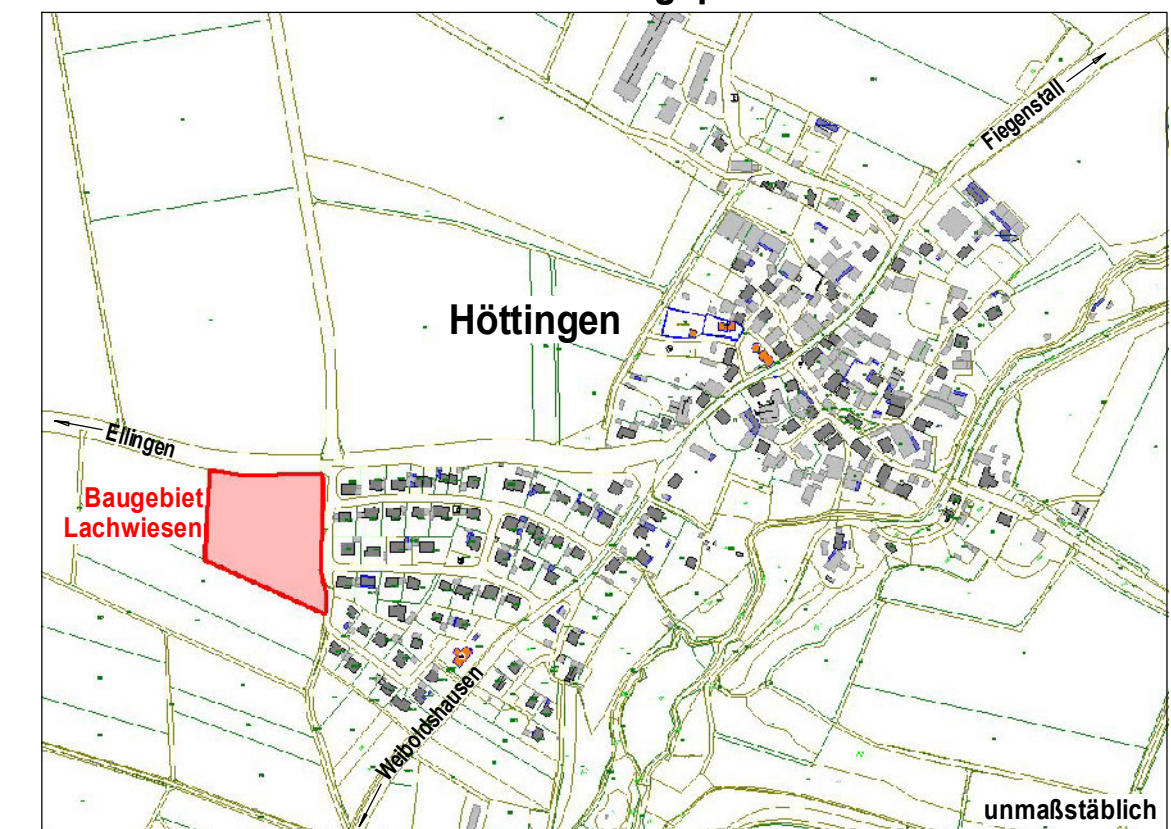 Fiegenstall
Höttingen
Ellingen
Baugebiet
Lachwiesen
Weiboldshausen
unmaßstäblich